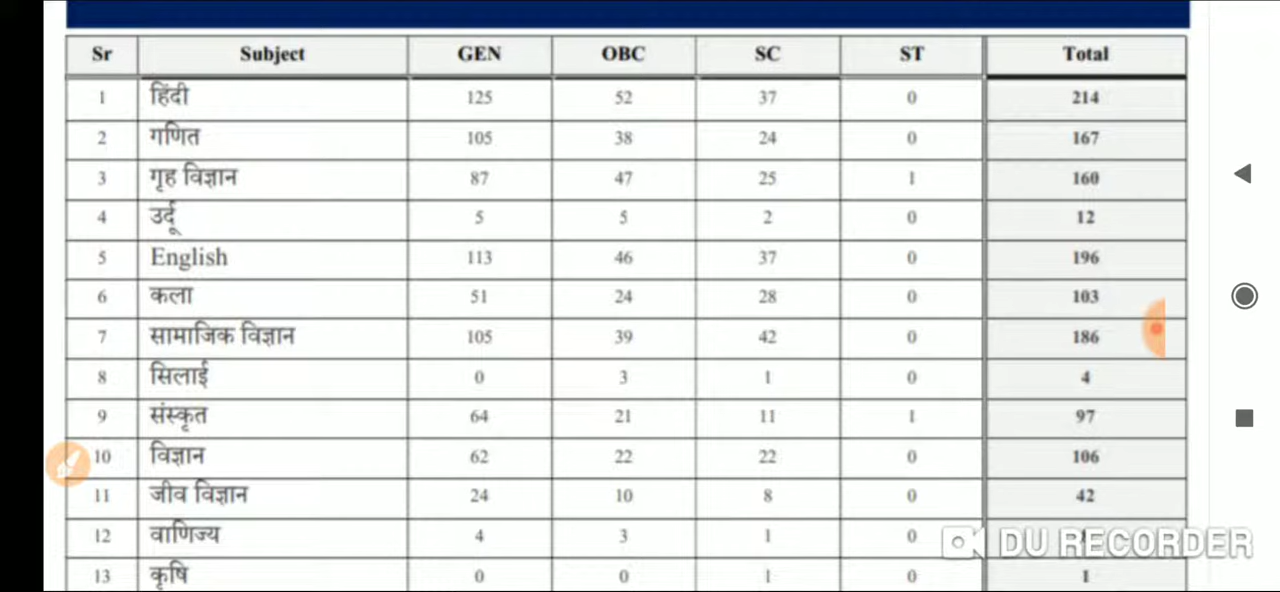 Sr Subject GEN OBC SC ST Total
1 हिंदी 125 52 37 0 214
2 गणित 105 38 24 0 167
3 गृह विज्ञान 87 47 25 1 160
4 उर्दू 5 5 2 0 12
5 English 113 46 37 0 196
6 कला 51 24 28 0 103
7 सामाजिक विज्ञान 105 39 42 0 186
8 सिलाई 0 3 1 0 4
9 संस्कृत 64 21 11 1 97
10 विज्ञान 62 22 22 0 106
11 जीव विज्ञान 24 10 8 0 42
12 वाणिज्य 4 3 1 0
DU RECORDER
13 कृषि 0 0 1 0 1